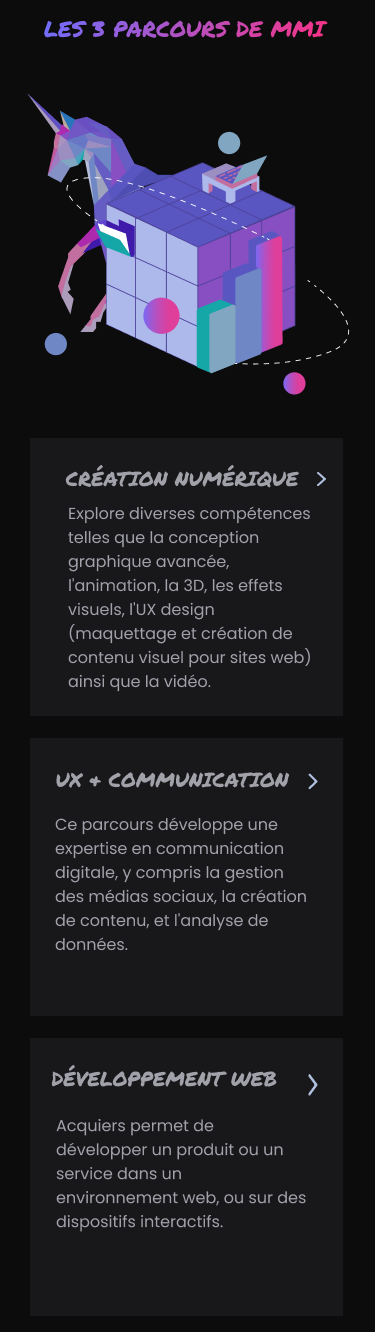 LES 3 PARCOURS DE MMI
CRÉATION NUMÉRIQUE
Explore diverses compétences
telles que la conception
graphique avancée,
l'animation, la 3D, les effets
visuels, l'UX design
(maquettage et création de
contenu visuel pour sites web)
ainsi que la vidéo.
UX & COMMUNICATION
Ce parcours développe une
expertise en communication
digitale, y compris la gestion
des médias sociaux, la création
de contenu, et l'analyse de
données.
DÉVELOPPEMENT WEB
Acquiers permet de
développer un produit ou un
service dans un
environnement web, ou sur des
dispositifs interactifs.